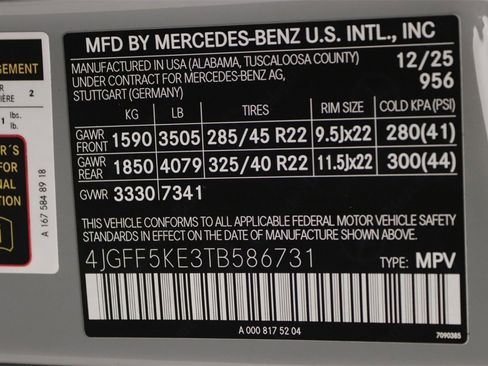 MFD BY MERCEDES-BENZ U.S. INTL., INC
MANUFACTURED IN USA (ALABAMA, TUSCALOOSA COUNTY) 12/25
UNDER CONTRACT FOR MERCEDES-BENZ AG, 956
STUTTGART (GERMANY)
KG LB TIRES RIM SIZE COLD KPA (PSI)
GAWR FRONT 1590 3505 285/45 R22 9.5Jx22 280(41)
GAWR REAR 1850 4079 325/40 R22 11.5Jx22 300(44)
GVWR 3330 7341
THIS VEHICLE CONFORMS TO ALL APPLICABLE FEDERAL MOTOR VEHICLE SAFETY
STANDARDS IN EFFECT ON THE DATE OF MANUFACTURE SHOWN ABOVE.
4JGFF5KE3TB586731 TYPE: MPV
A 000 817 52 04
7090385
GEMENT
2
lbs.
lb.
A 167 584 89 18